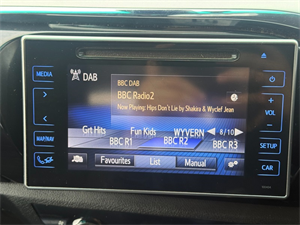 MEDIA
DAB
BBC DAB
BBC Radio2
Now Playing: Hips Don't Lie by Shakira & Wyclef Jean
Grt Hits
Fun Kids
WYVERN
8/10
BBC R1
BBC R2
BBC R3
Favourites
List
Manual
MAP/NAVI
VOL
SETUP
CAR